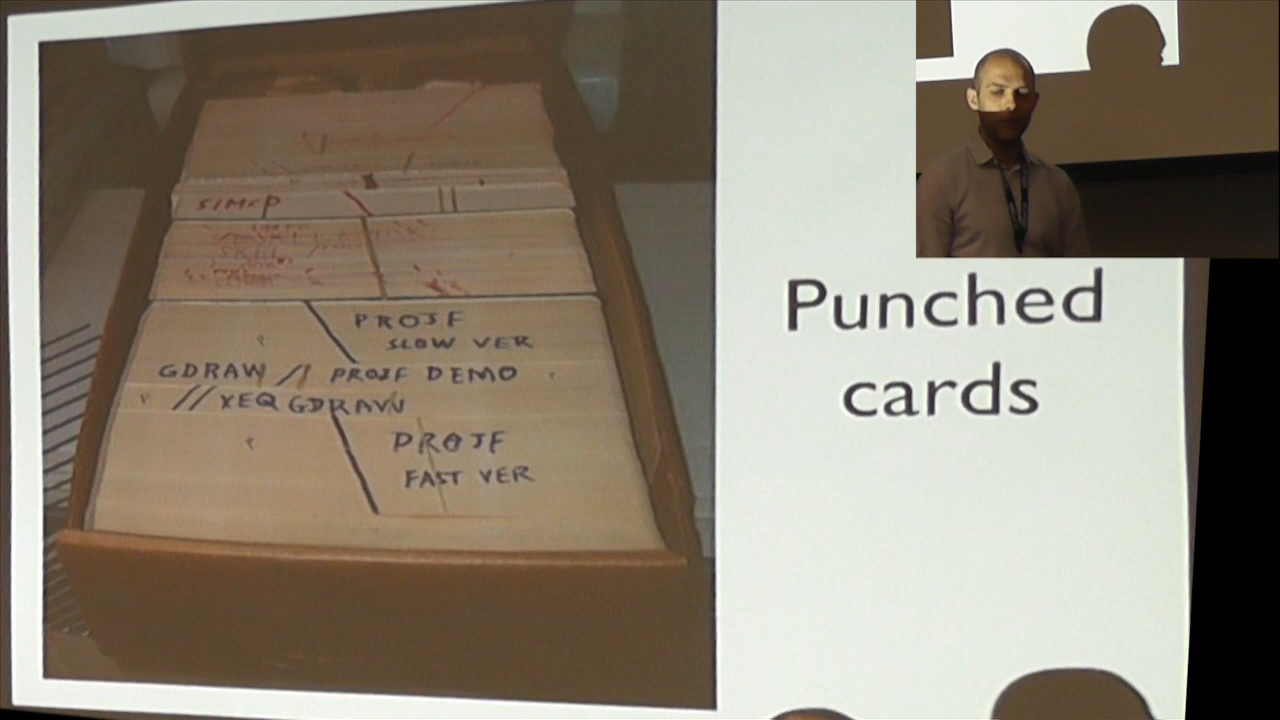 SIMCP
PROJF
SLOW VER
GDRAW // PROJF DEMO
// XEQ GDRAW
PROJF
FAST VER
Punched
cards